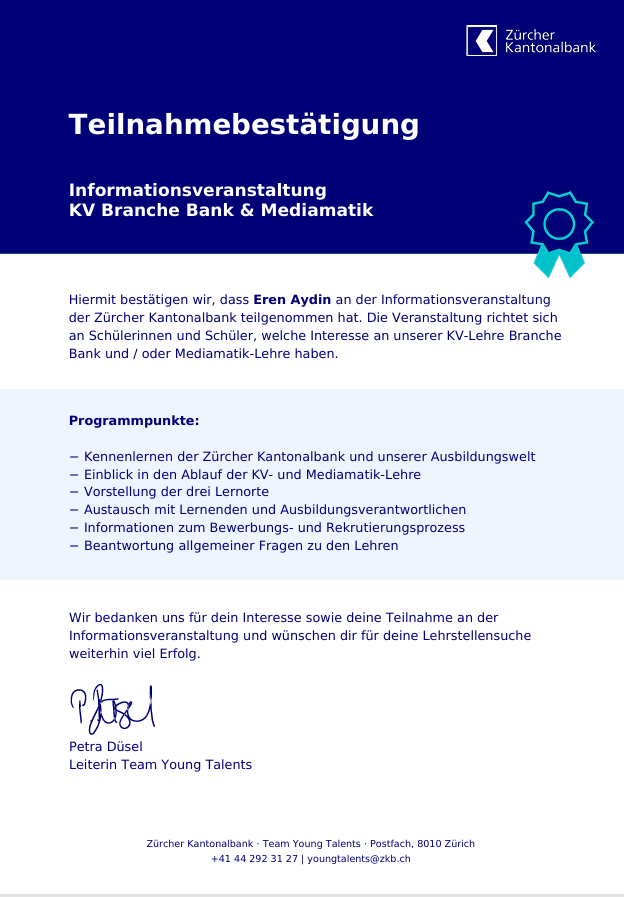 Zürcher
Kantonalbank
Teilnahmebestätigung
Informationsveranstaltung
KV Branche Bank & Mediamatik
Hiermit bestätigen wir, dass Eren Aydin an der Informationsveranstaltung
der Zürcher Kantonalbank teilgenommen hat. Die Veranstaltung richtet sich
an Schülerinnen und Schüler, welche Interesse an unserer KV-Lehre Branche
Bank und / oder Mediamatik-Lehre haben.
Programmpunkte:
− Kennenlernen der Zürcher Kantonalbank und unserer Ausbildungswelt
− Einblick in den Ablauf der KV- und Mediamatik-Lehre
− Vorstellung der drei Lernorte
− Austausch mit Lernenden und Ausbildungsverantwortlichen
− Informationen zum Bewerbungs- und Rekrutierungsprozess
− Beantwortung allgemeiner Fragen zu den Lehren
Wir bedanken uns für dein Interesse sowie deine Teilnahme an der
Informationsveranstaltung und wünschen dir für deine Lehrstellensuche
weiterhin viel Erfolg.
Petra Düsel
Leiterin Team Young Talents
Zürcher Kantonalbank · Team Young Talents · Postfach, 8010 Zürich
+41 44 292 31 27 | youngtalents@zkb.ch